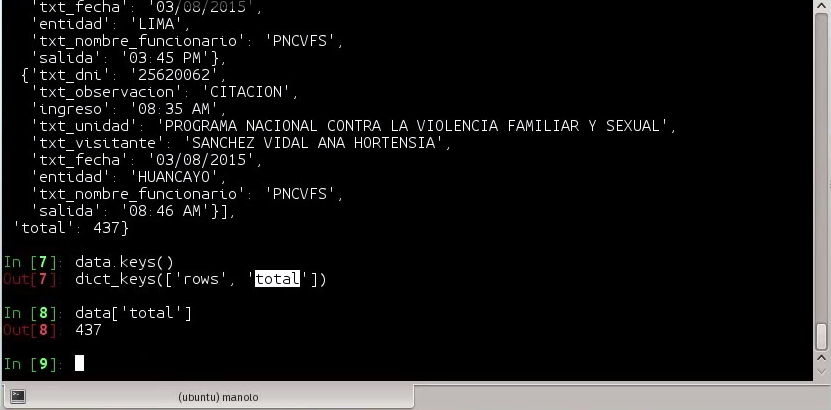 'txt_fecha': '03/08/2015',
'entidad': 'LIMA',
'txt_nombre_funcionario': 'PNCVFS',
'salida': '03:45 PM'},
{'txt_dni': '25620062',
'txt_observacion': 'CITACION',
'ingreso': '08:35 AM',
'txt_unidad': 'PROGRAMA NACIONAL CONTRA LA VIOLENCIA FAMILIAR Y SEXUAL',
'txt_visitante': 'SANCHEZ VIDAL ANA HORTENSIA',
'txt_fecha': '03/08/2015',
'entidad': 'HUANCAYO',
'txt_nombre_funcionario': 'PNCVFS',
'salida': '08:46 AM'}],
'total': 437}
In [7]: data.keys()
Out[7]: dict_keys(['rows', 'total'])
In [8]: data['total']
Out[8]: 437
In [9]:
(ubuntu) manolo